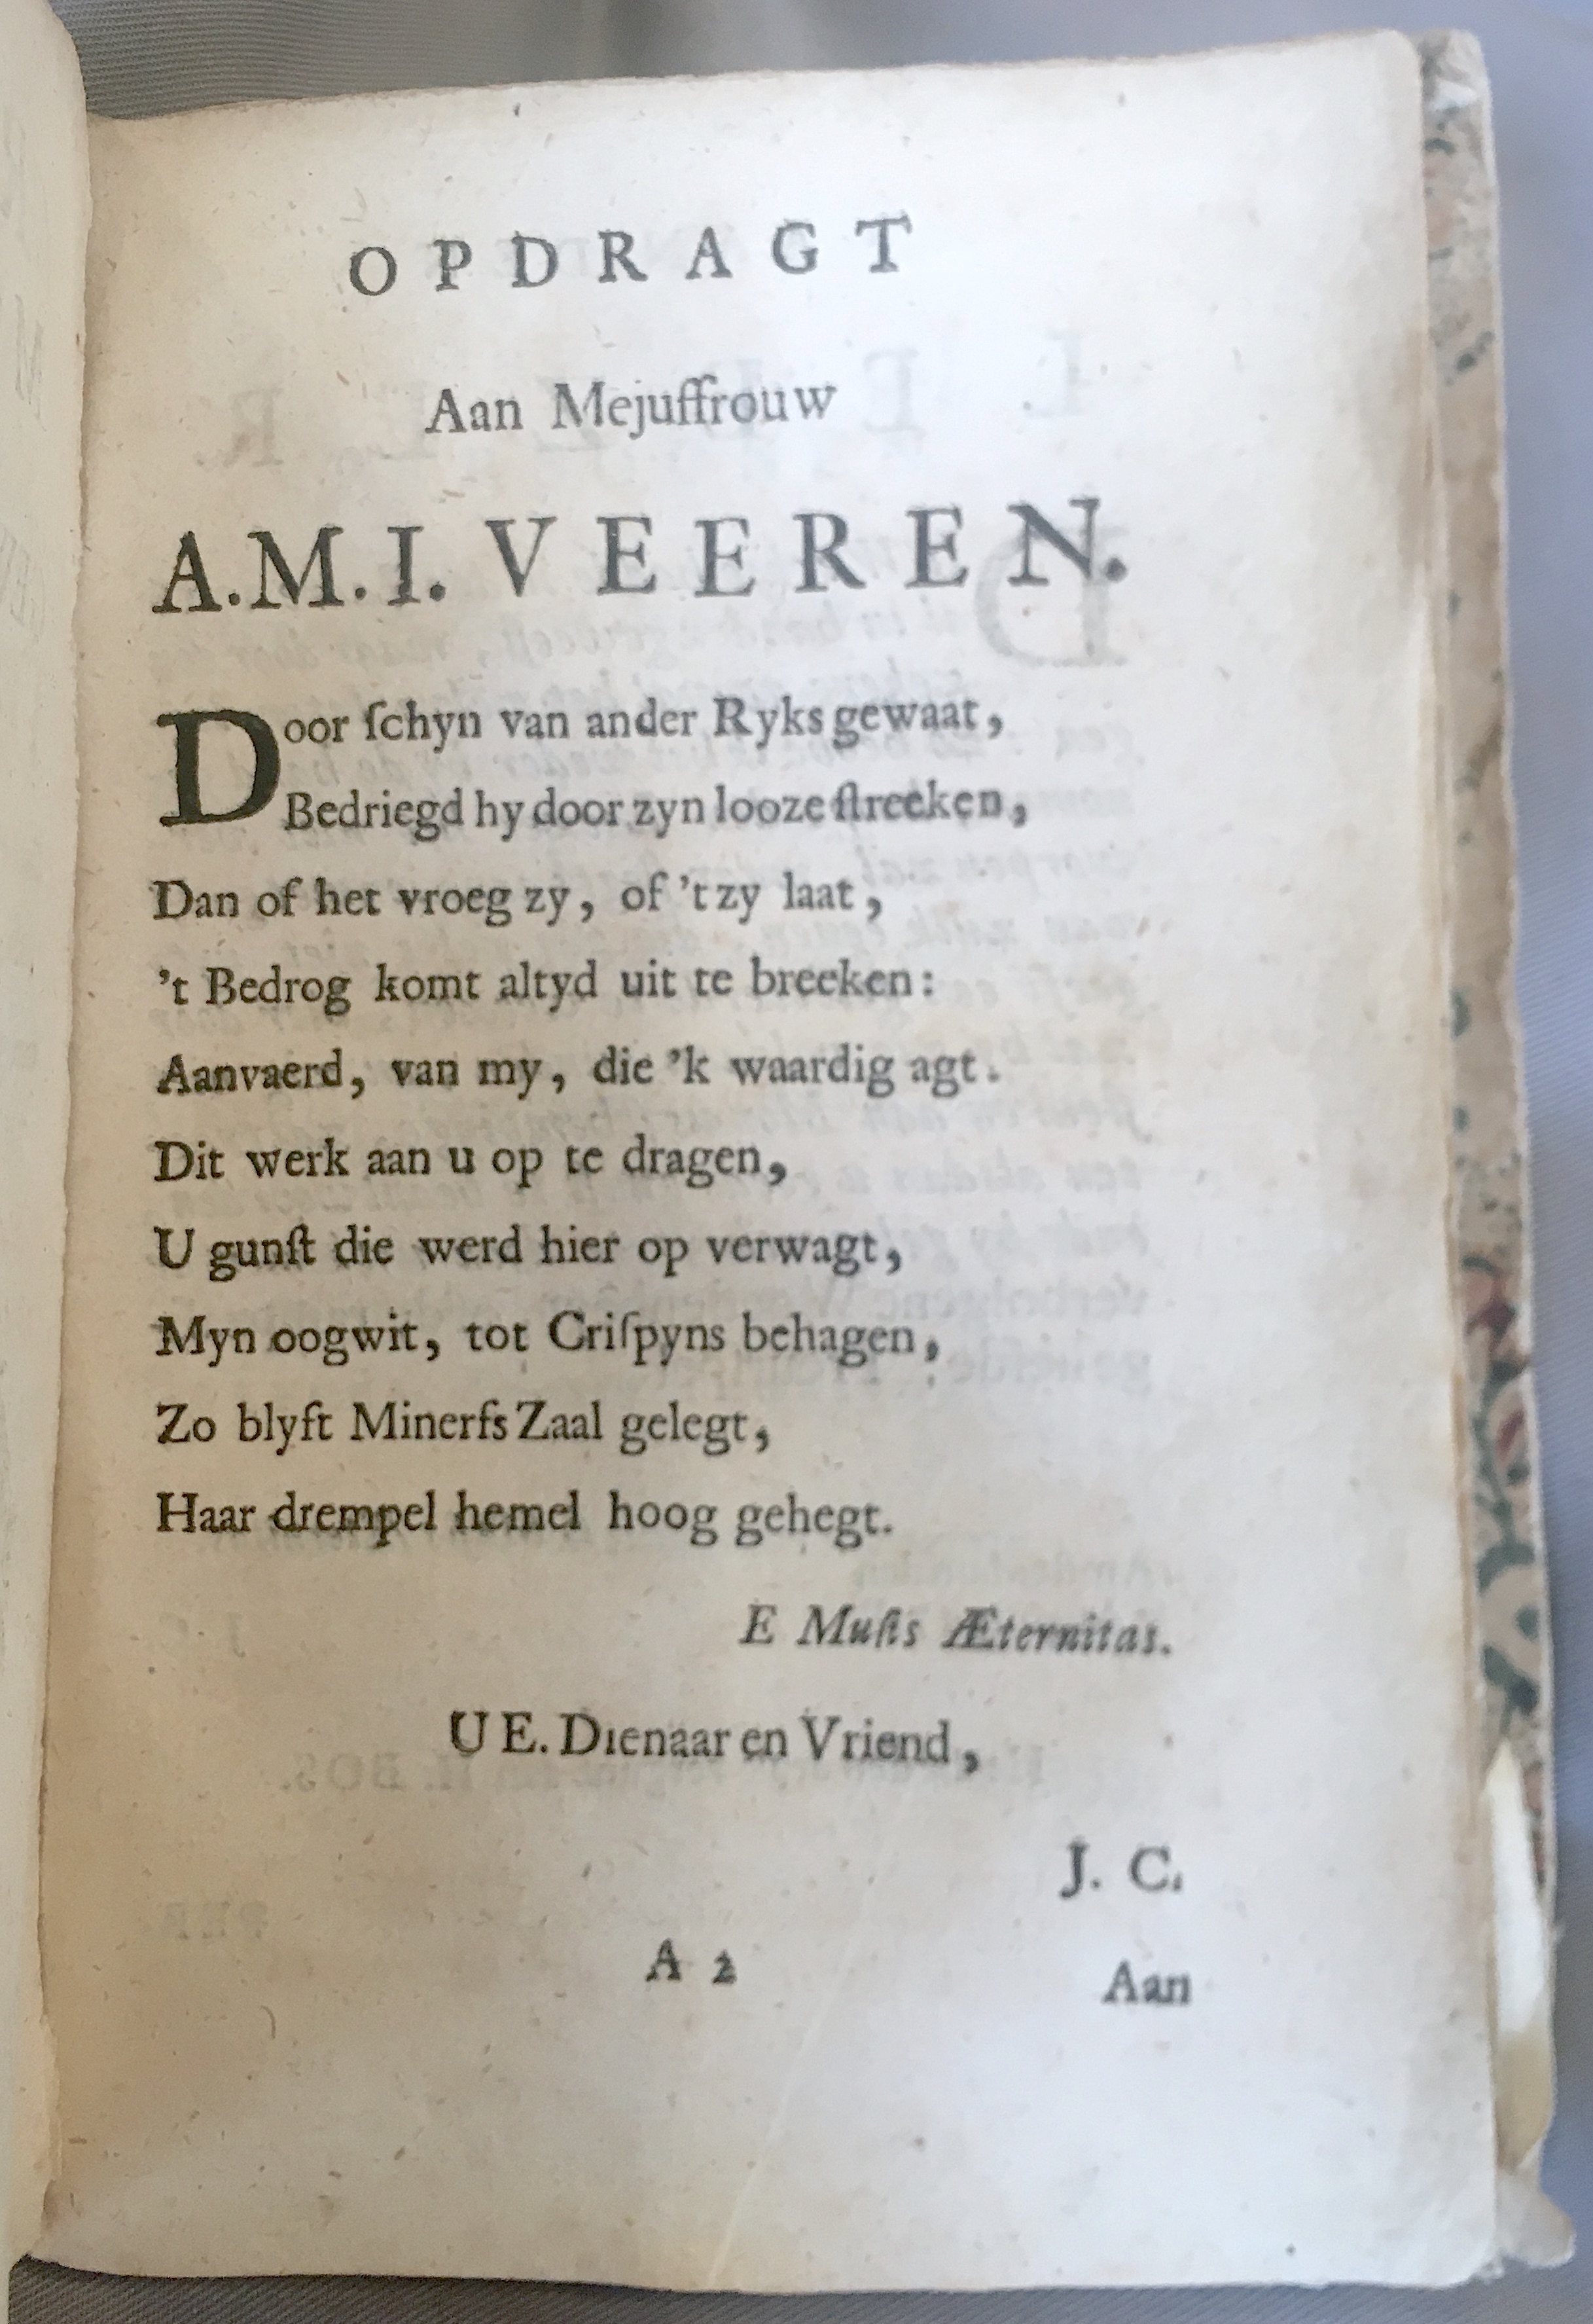 OPDRAGT
Aan Mejuffrouw
A.M.I. VEEREN.
Door ſchyn van ander Ryks gewaat,
Bedriegd hy door zyn looze ſtreeken,
Dan of het vroeg zy, of 't zy laat,
't Bedrog komt altyd uit te breeken:
Aanvaerd, van my, die 'k waardig agt.
Dit werk aan u op te dragen,
U gunſt die werd hier op verwagt,
Myn oogwit, tot Criſpyns behagen,
Zo blyft Minerfs Zaal gelegt,
Haar drempel hemel hoog gehegt.
E Muſis Æternitas.
UE. Dienaar en Vriend,
J. C.
A 2 Aan